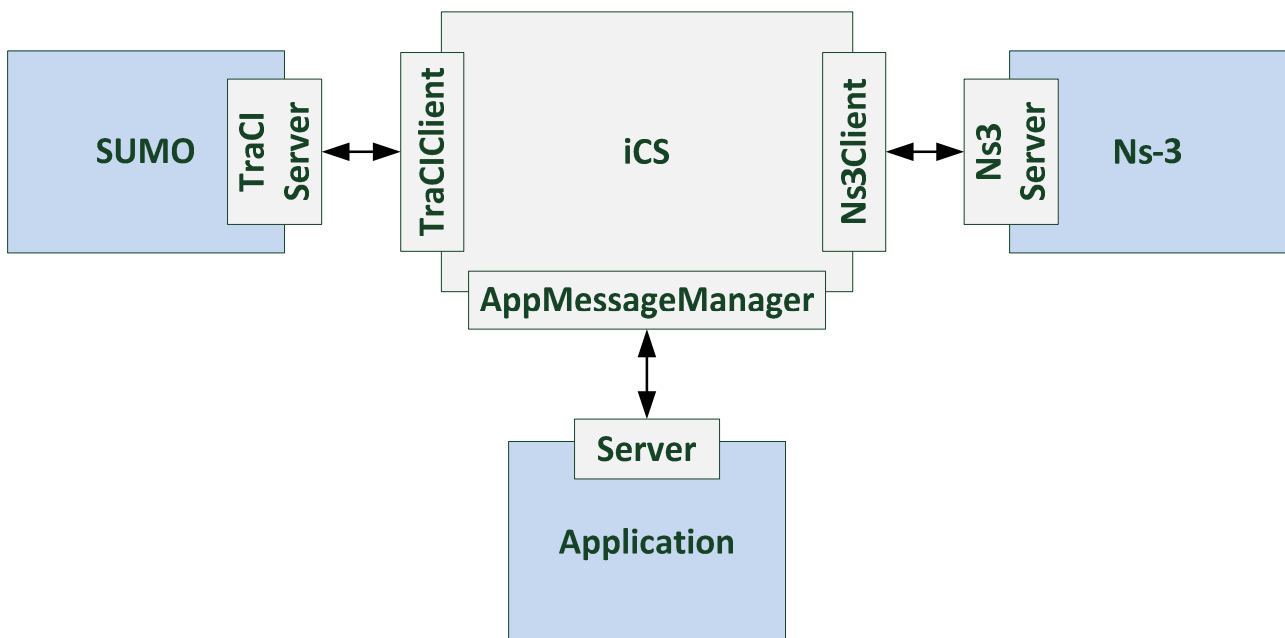 SUMO
TraCI
Server
TraCIClient
iCS
Ns3Client
Ns3
Server
Ns-3
AppMessageManager
Server
Application